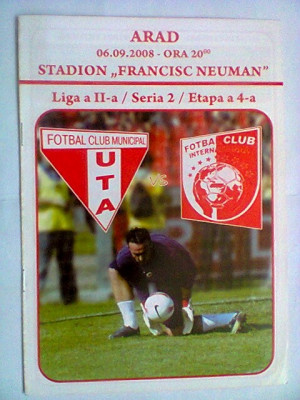 ARAD
06.09.2008 - ORA 20⁰⁰
STADION „FRANCISC NEUMAN”
Liga a II-a / Seria 2 / Etapa a 4-a
FOTBAL CLUB MUNICIPAL
UTA
FOTBAL CLUB